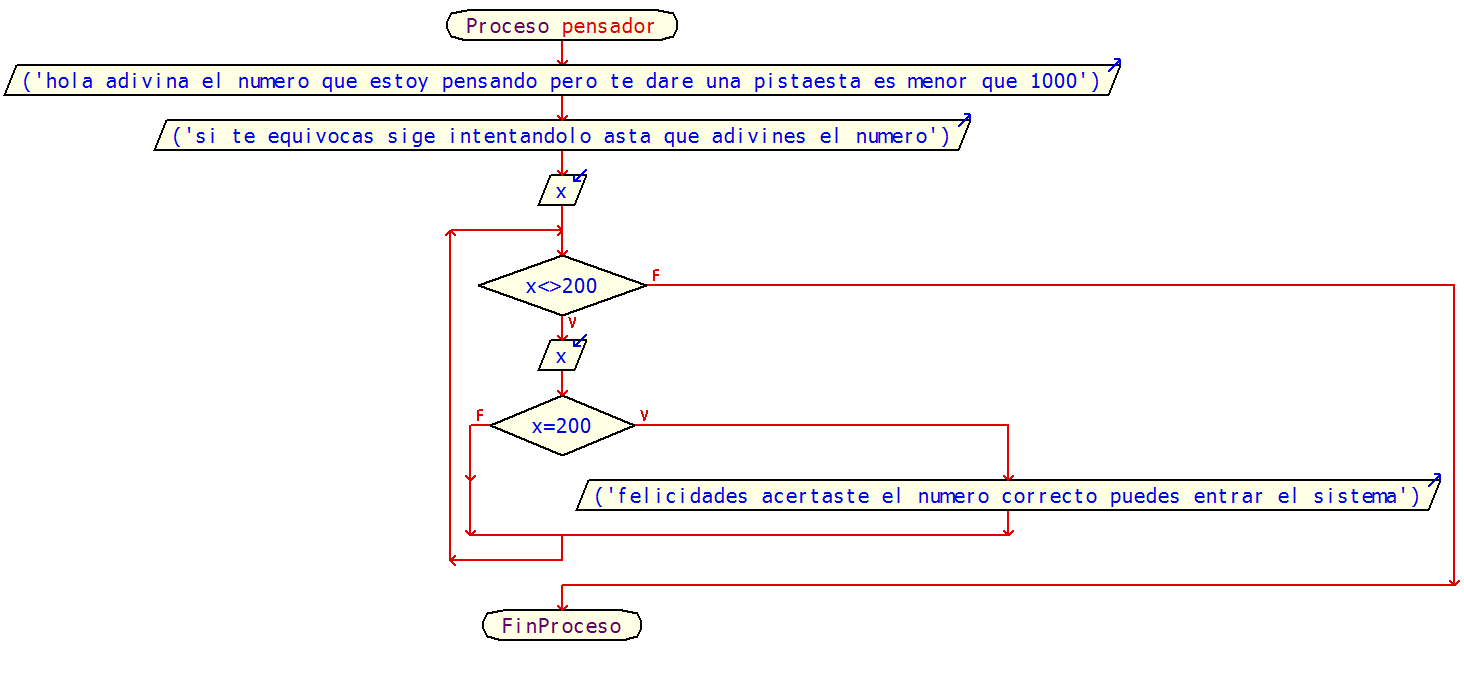 Proceso pensador
('hola adivina el numero que estoy pensando pero te dare una pistaesta es menor que 1000')
('si te equivocas sige intentandolo asta que adivines el numero')
x
x<>200
F
V
x
x=200
F
V
('felicidades acertaste el numero correcto puedes entrar el sistema')
FinProceso